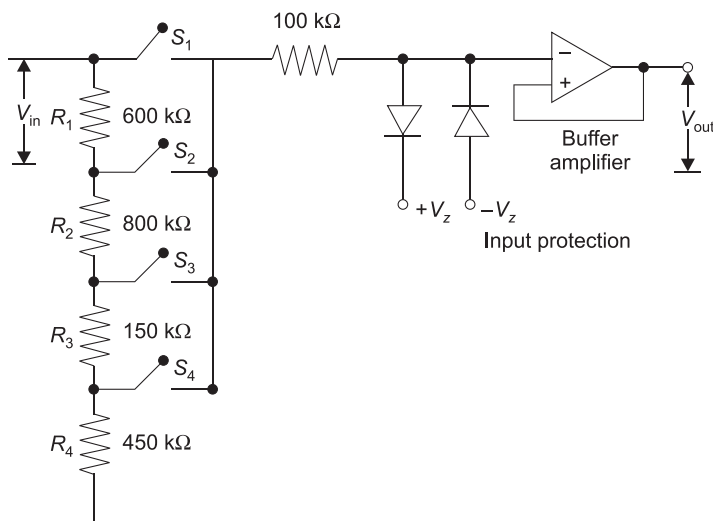 100 kΩ
S1
Vin
R1
600 kΩ
S2
R2
800 kΩ
S3
R3
150 kΩ
S4
R4
450 kΩ
+Vz
−Vz
Input protection
−
+
Buffer
amplifier
Vout